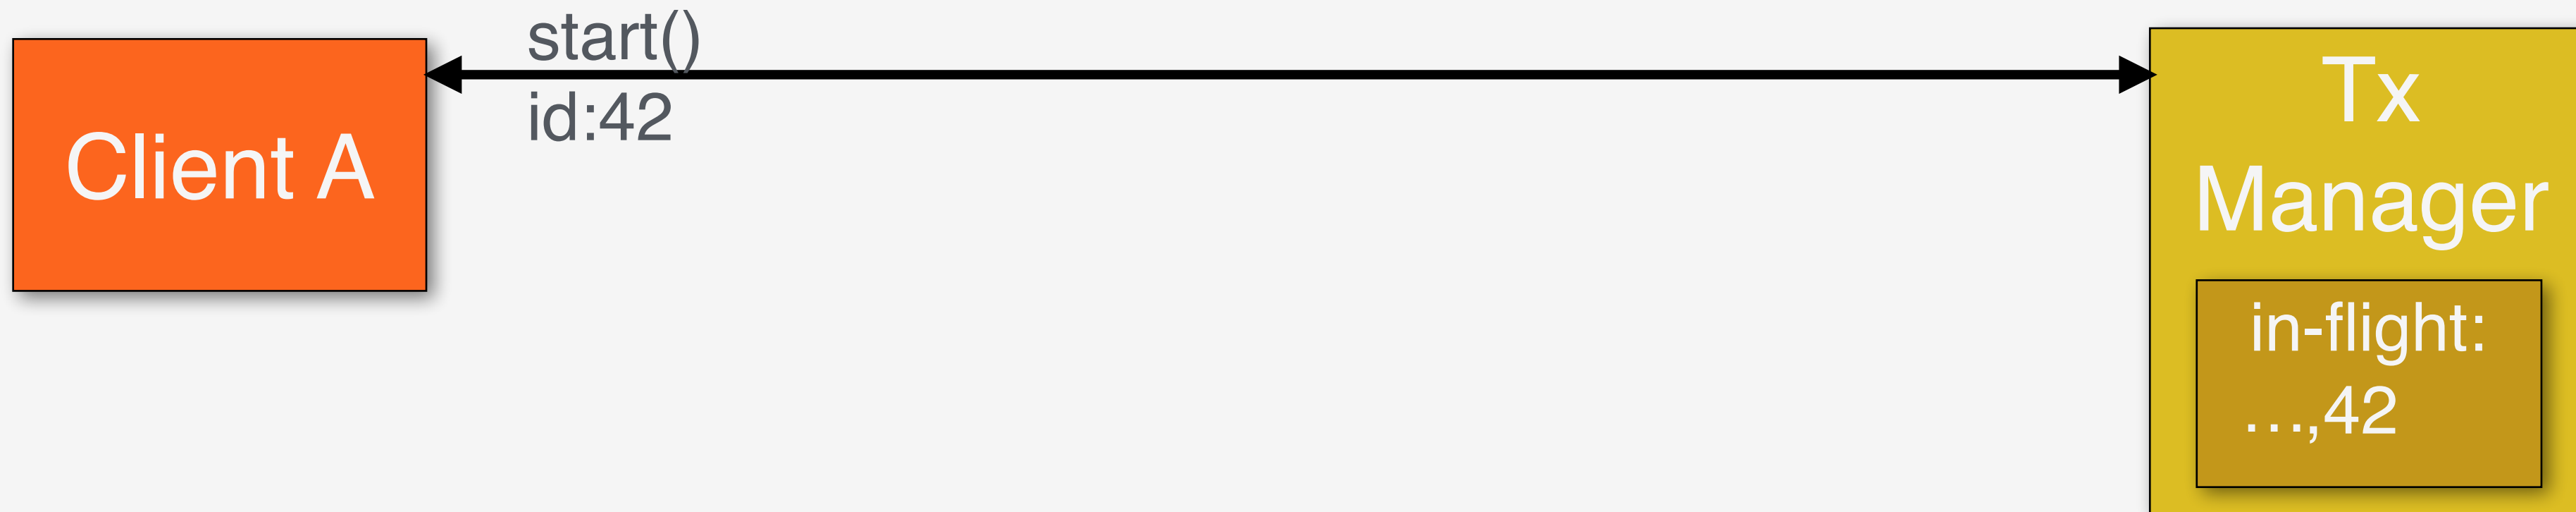 Client A
start()
id:42
Tx
Manager
in-flight:
…,42